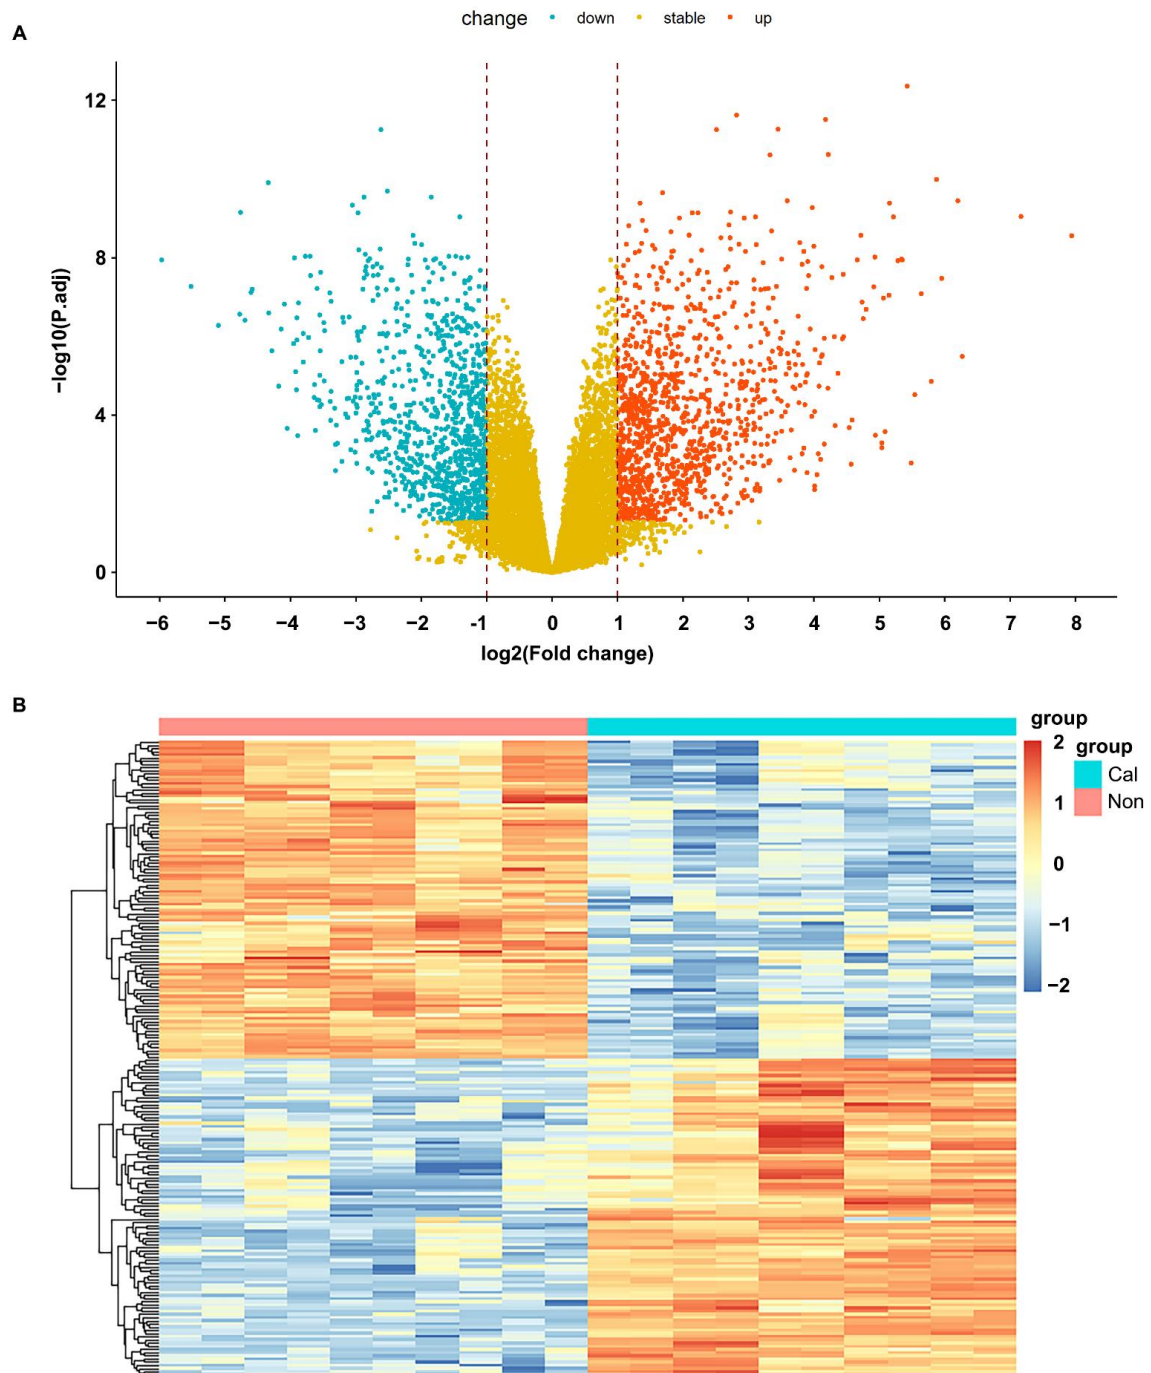 change • down • stable • up
A
12
8
4
0
−log10(P.adj)
−6 −5 −4 −3 −2 -1 0 1 2 3 4 5 6 7 8
log2(Fold change)
B
group
2
1
0
−1
−2
group
Cal
Non